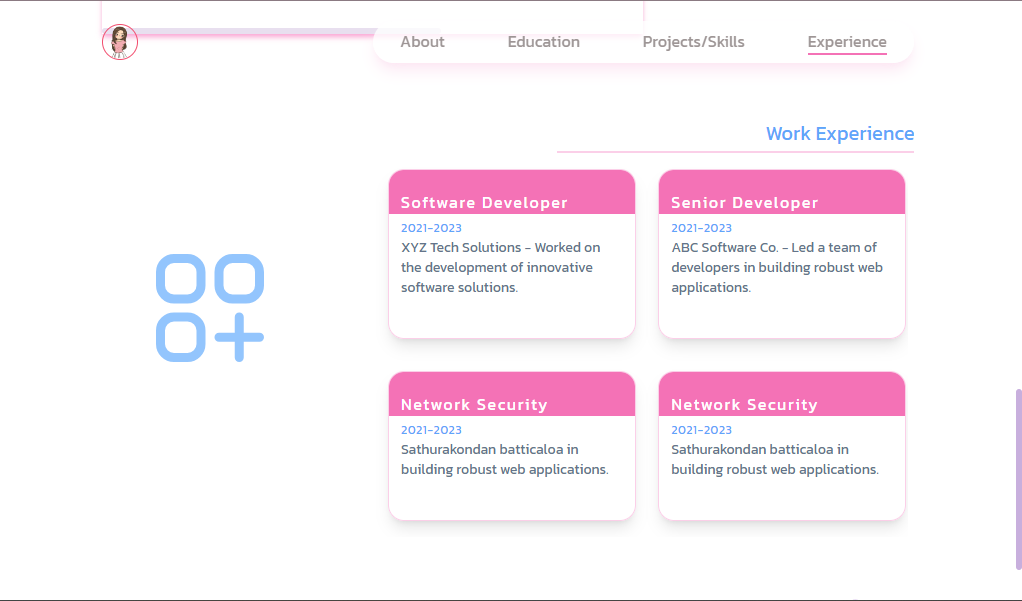 About
Education
Projects/Skills
Experience
Work Experience
Software Developer
2021-2023
XYZ Tech Solutions - Worked on
the development of innovative
software solutions.
Senior Developer
2021-2023
ABC Software Co. - Led a team of
developers in building robust web
applications.
Network Security
2021-2023
Sathurakondan batticaloa in
building robust web applications.
Network Security
2021-2023
Sathurakondan batticaloa in
building robust web applications.